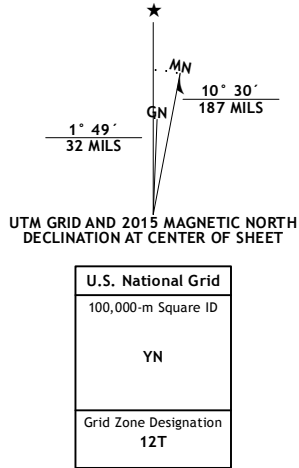 ★
MN
GN
10° 30´
187 MILS
1° 49´
32 MILS
UTM GRID AND 2015 MAGNETIC NORTH
DECLINATION AT CENTER OF SHEET
U.S. National Grid
100,000-m Square ID
YN
Grid Zone Designation
12T